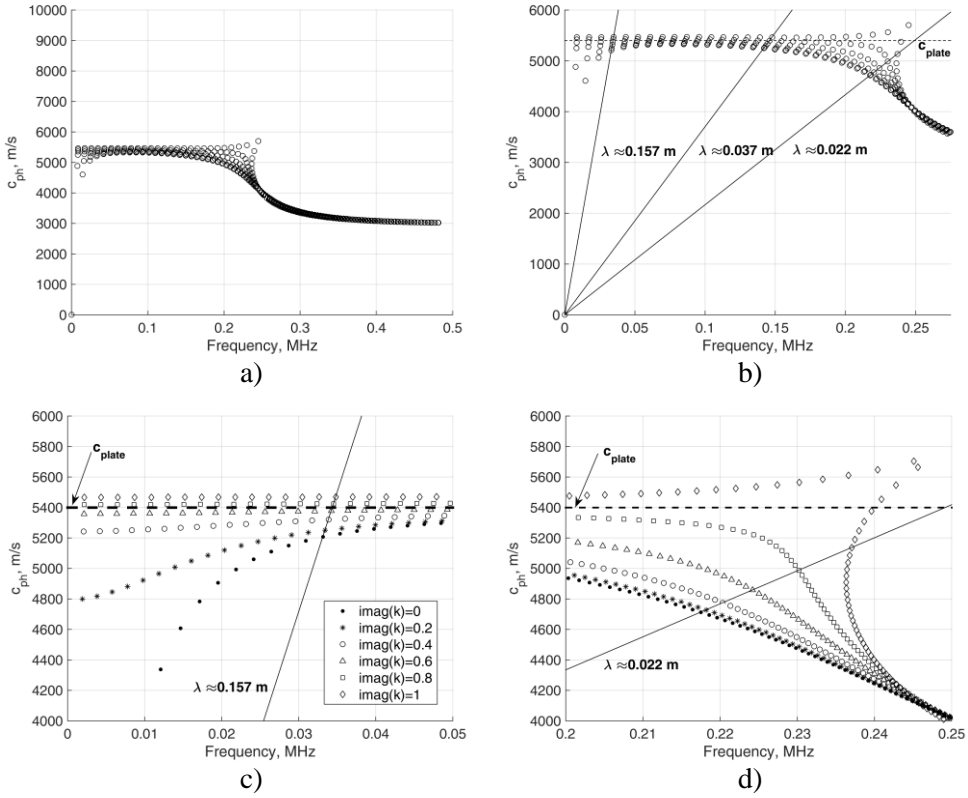 10000
9000
8000
7000
6000
5000
4000
3000
2000
1000
0
c_ph, m/s
0 0.1 0.2 0.3 0.4 0.5
Frequency, MHz
a)
6000
5000
4000
3000
2000
1000
0
c_ph, m/s
c_plate
λ ≈0.157 m
λ ≈0.037 m
λ ≈0.022 m
0 0.05 0.1 0.15 0.2 0.25
Frequency, MHz
b)
6000
5800
5600
5400
5200
5000
4800
4600
4400
4200
4000
c_ph, m/s
c_plate
λ ≈0.157 m
imag(k)=0
imag(k)=0.2
imag(k)=0.4
imag(k)=0.6
imag(k)=0.8
imag(k)=1
0 0.01 0.02 0.03 0.04 0.05
Frequency, MHz
c)
6000
5800
5600
5400
5200
5000
4800
4600
4400
4200
4000
c_ph, m/s
c_plate
λ ≈0.022 m
0.2 0.21 0.22 0.23 0.24 0.25
Frequency, MHz
d)